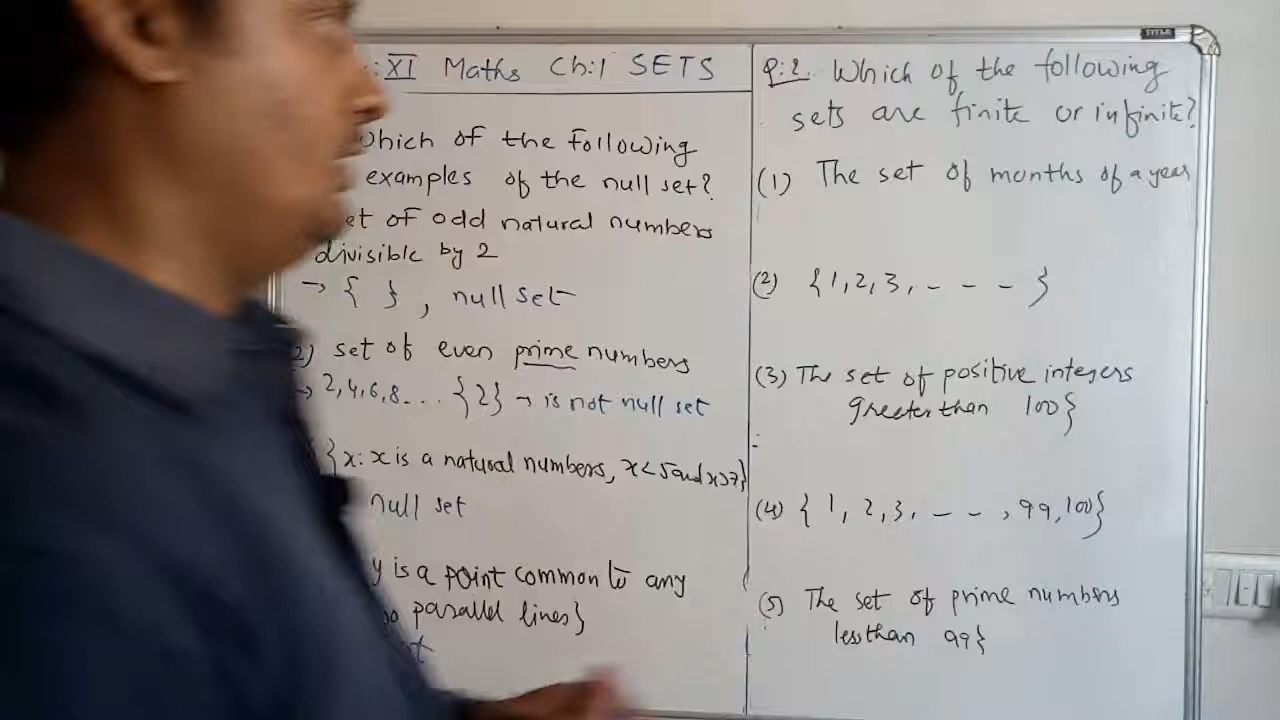 : XI Maths Ch:1 SETS
which of the following
examples of the null set?
et of odd natural numbers
divisible by 2
→ { } , null set
2) set of even prime numbers
→ 2,4,6,8... {2} → is not null set
{x: x is a natural numbers, x<5 and x>7}
null set
y is a point common to any
parallel lines}
TITLE
Q:2. Which of the following
sets are finite or infinite?
(1) The set of months of a year
(2) {1,2,3, - - - }
(3) The set of positive integers
greater than 100}
(4) { 1, 2,3, - - , 99,100}
(5) The set of prime numbers
less than 99}